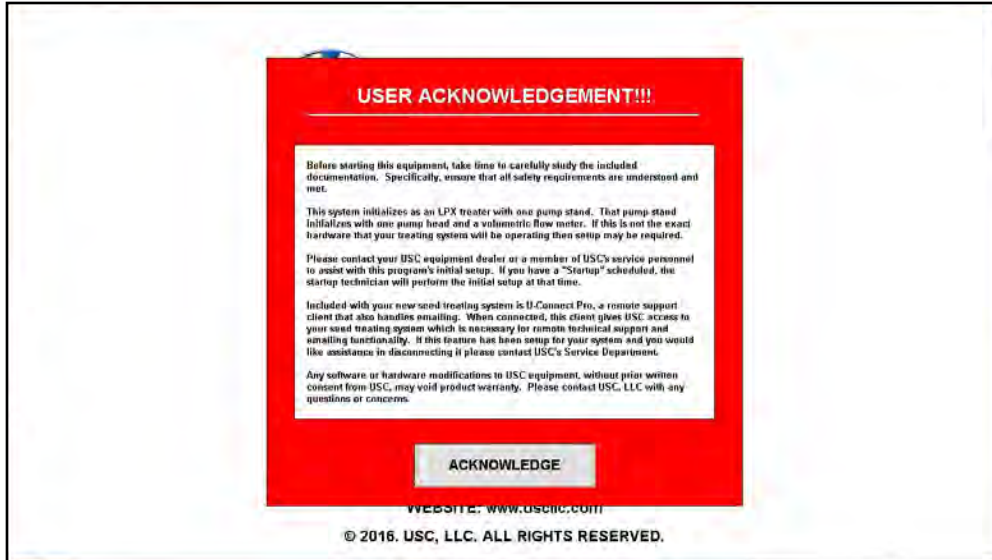 USER ACKNOWLEDGEMENT!!!
Before starting this equipment, take time to carefully study the included
documentation. Specifically, ensure that all safety requirements are understood and
met.
This system initializes as an LPX treater with one pump stand. That pump stand
initializes with one pump head and a volumetric flow meter. If this is not the exact
hardware that your treating system will be operating then setup may be required.
Please contact your USC equipment dealer or a member of USC's service personnel
to assist with this program's initial setup. If you have a "Startup" scheduled, the
startup technician will perform the initial setup at that time.
Included with your new seed treating system is U-Connect Pro, a remote support
client that also handles emailing. When connected, this client gives USC access to
your seed treating system which is necessary for remote technical support and
emailing functionality. If this feature has been setup for your system and you would
like assistance in disconnecting it please contact USC's Service Department.
Any software or hardware modifications to USC equipment, without prior written
consent from USC, may void product warranty. Please contact USC, LLC with any
questions or concerns.
ACKNOWLEDGE
WEBSITE: www.uscllc.com
© 2016. USC, LLC. ALL RIGHTS RESERVED.